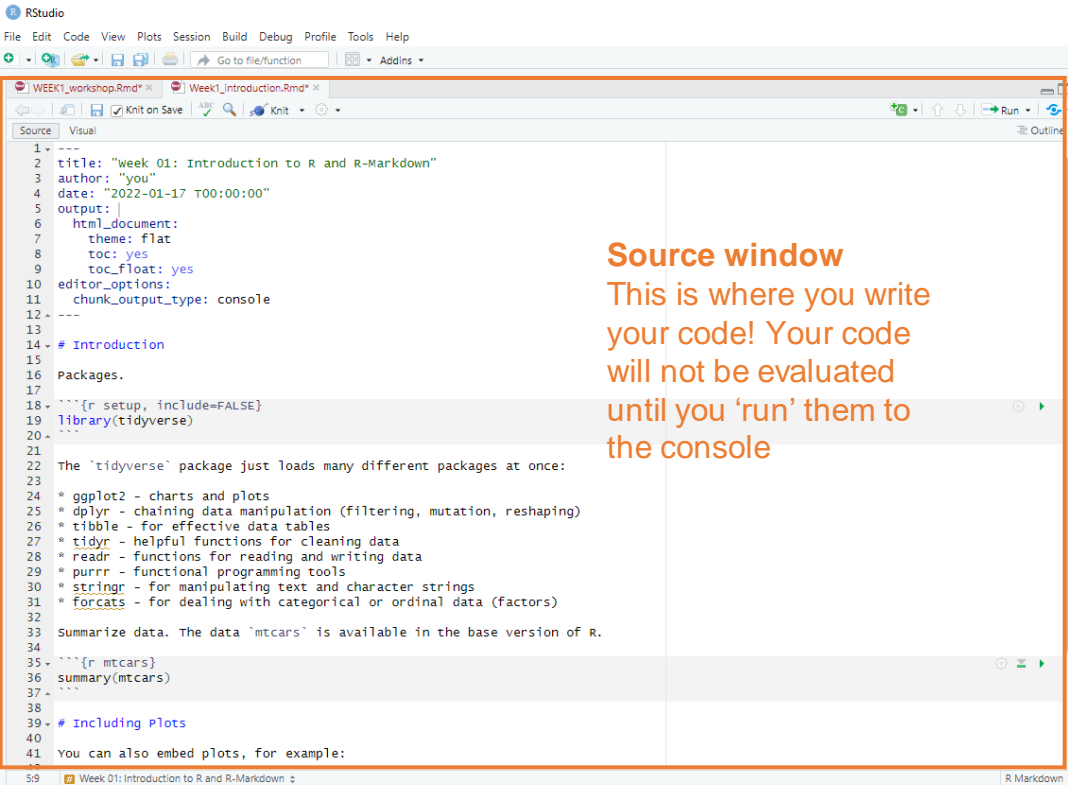 RStudio
File Edit Code View Plots Session Build Debug Profile Tools Help
Go to file/function Addins
WEEK1_workshop.Rmd* Week1_introduction.Rmd*
Knit on Save ABC Knit Run
Source Visual Outline
1 ---
2 title: "Week 01: Introduction to R and R-Markdown"
3 author: "you"
4 date: "2022-01-17 T00:00:00"
5 output:
6 html_document:
7 theme: flat
8 toc: yes
9 toc_float: yes
10 editor_options:
11 chunk_output_type: console
12 ---
13
14 # Introduction
15
16 Packages.
17
18 ```{r setup, include=FALSE}
19 library(tidyverse)
20 ```
21
22 The `tidyverse` package just loads many different packages at once:
23
24 * ggplot2 - charts and plots
25 * dplyr - chaining data manipulation (filtering, mutation, reshaping)
26 * tibble - for effective data tables
27 * tidyr - helpful functions for cleaning data
28 * readr - functions for reading and writing data
29 * purrr - functional programming tools
30 * stringr - for manipulating text and character strings
31 * forcats - for dealing with categorical or ordinal data (factors)
32
33 Summarize data. The data `mtcars` is available in the base version of R.
34
35 ```{r mtcars}
36 summary(mtcars)
37 ```
38
39 # Including Plots
40
41 You can also embed plots, for example:
Source window
This is where you write
your code! Your code
will not be evaluated
until you ‘run’ them to
the console
5:9 # Week 01: Introduction to R and R-Markdown R Markdown